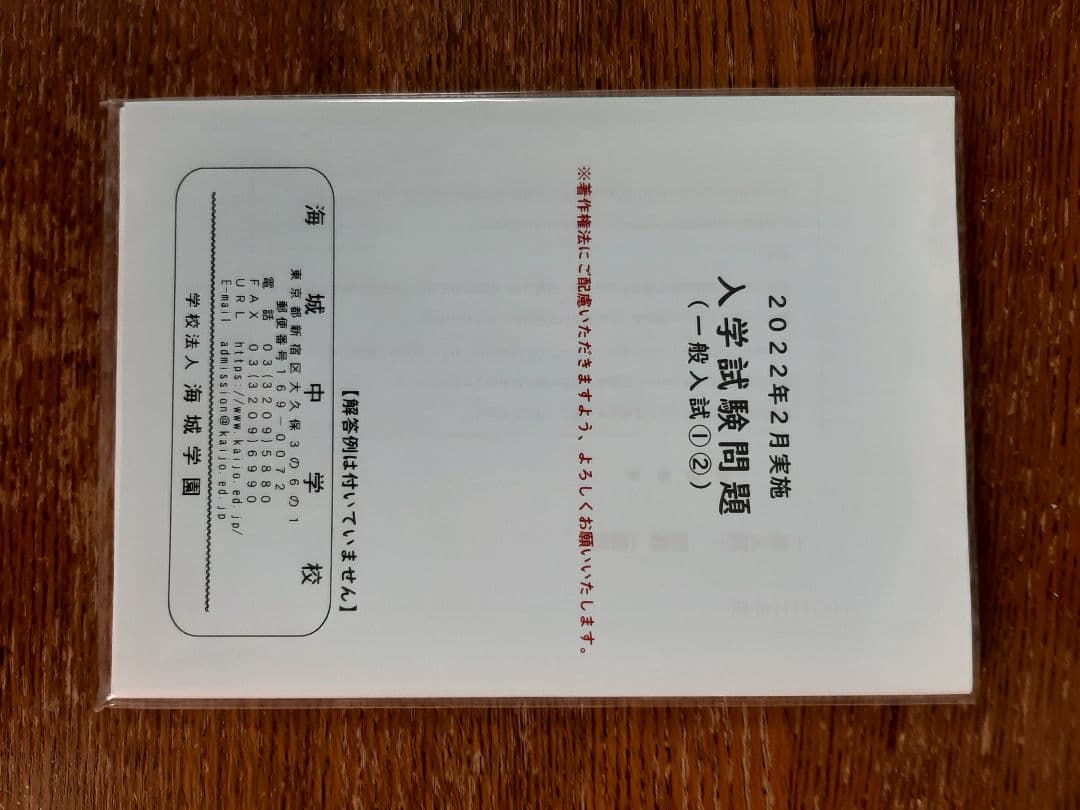 2022年2月実施
入学試験問題
(一般入試①②)
※著作権法にご配慮いただきますよう、よろしくお願いいたします。
【解答例は付いていません】
海城中学校
東京都新宿区大久保3の6の1
郵便番号169-0072
電話 03(3209)5880
FAX 03(3209)6990
URL https://www.kaijo.ed.jp/
E-mail admission@kaijo.ed.jp
学校法人 海城学園